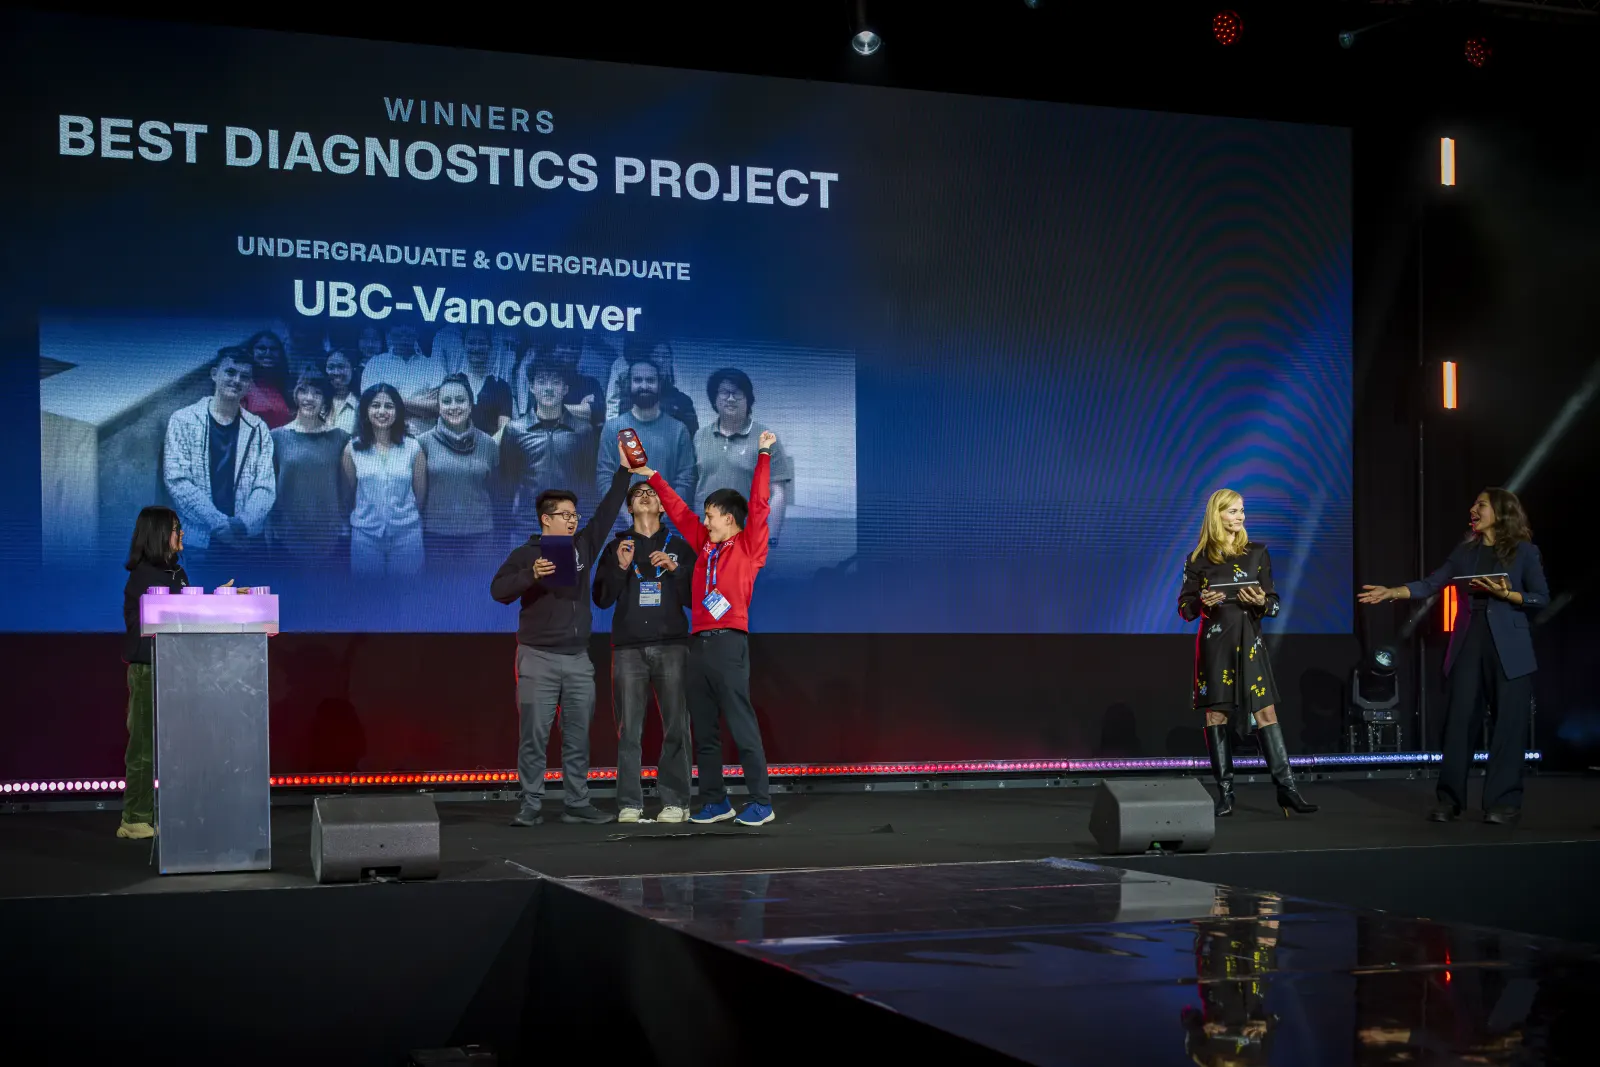 WINNERS
BEST DIAGNOSTICS PROJECT
UNDERGRADUATE & OVERGRADUATE
UBC-Vancouver